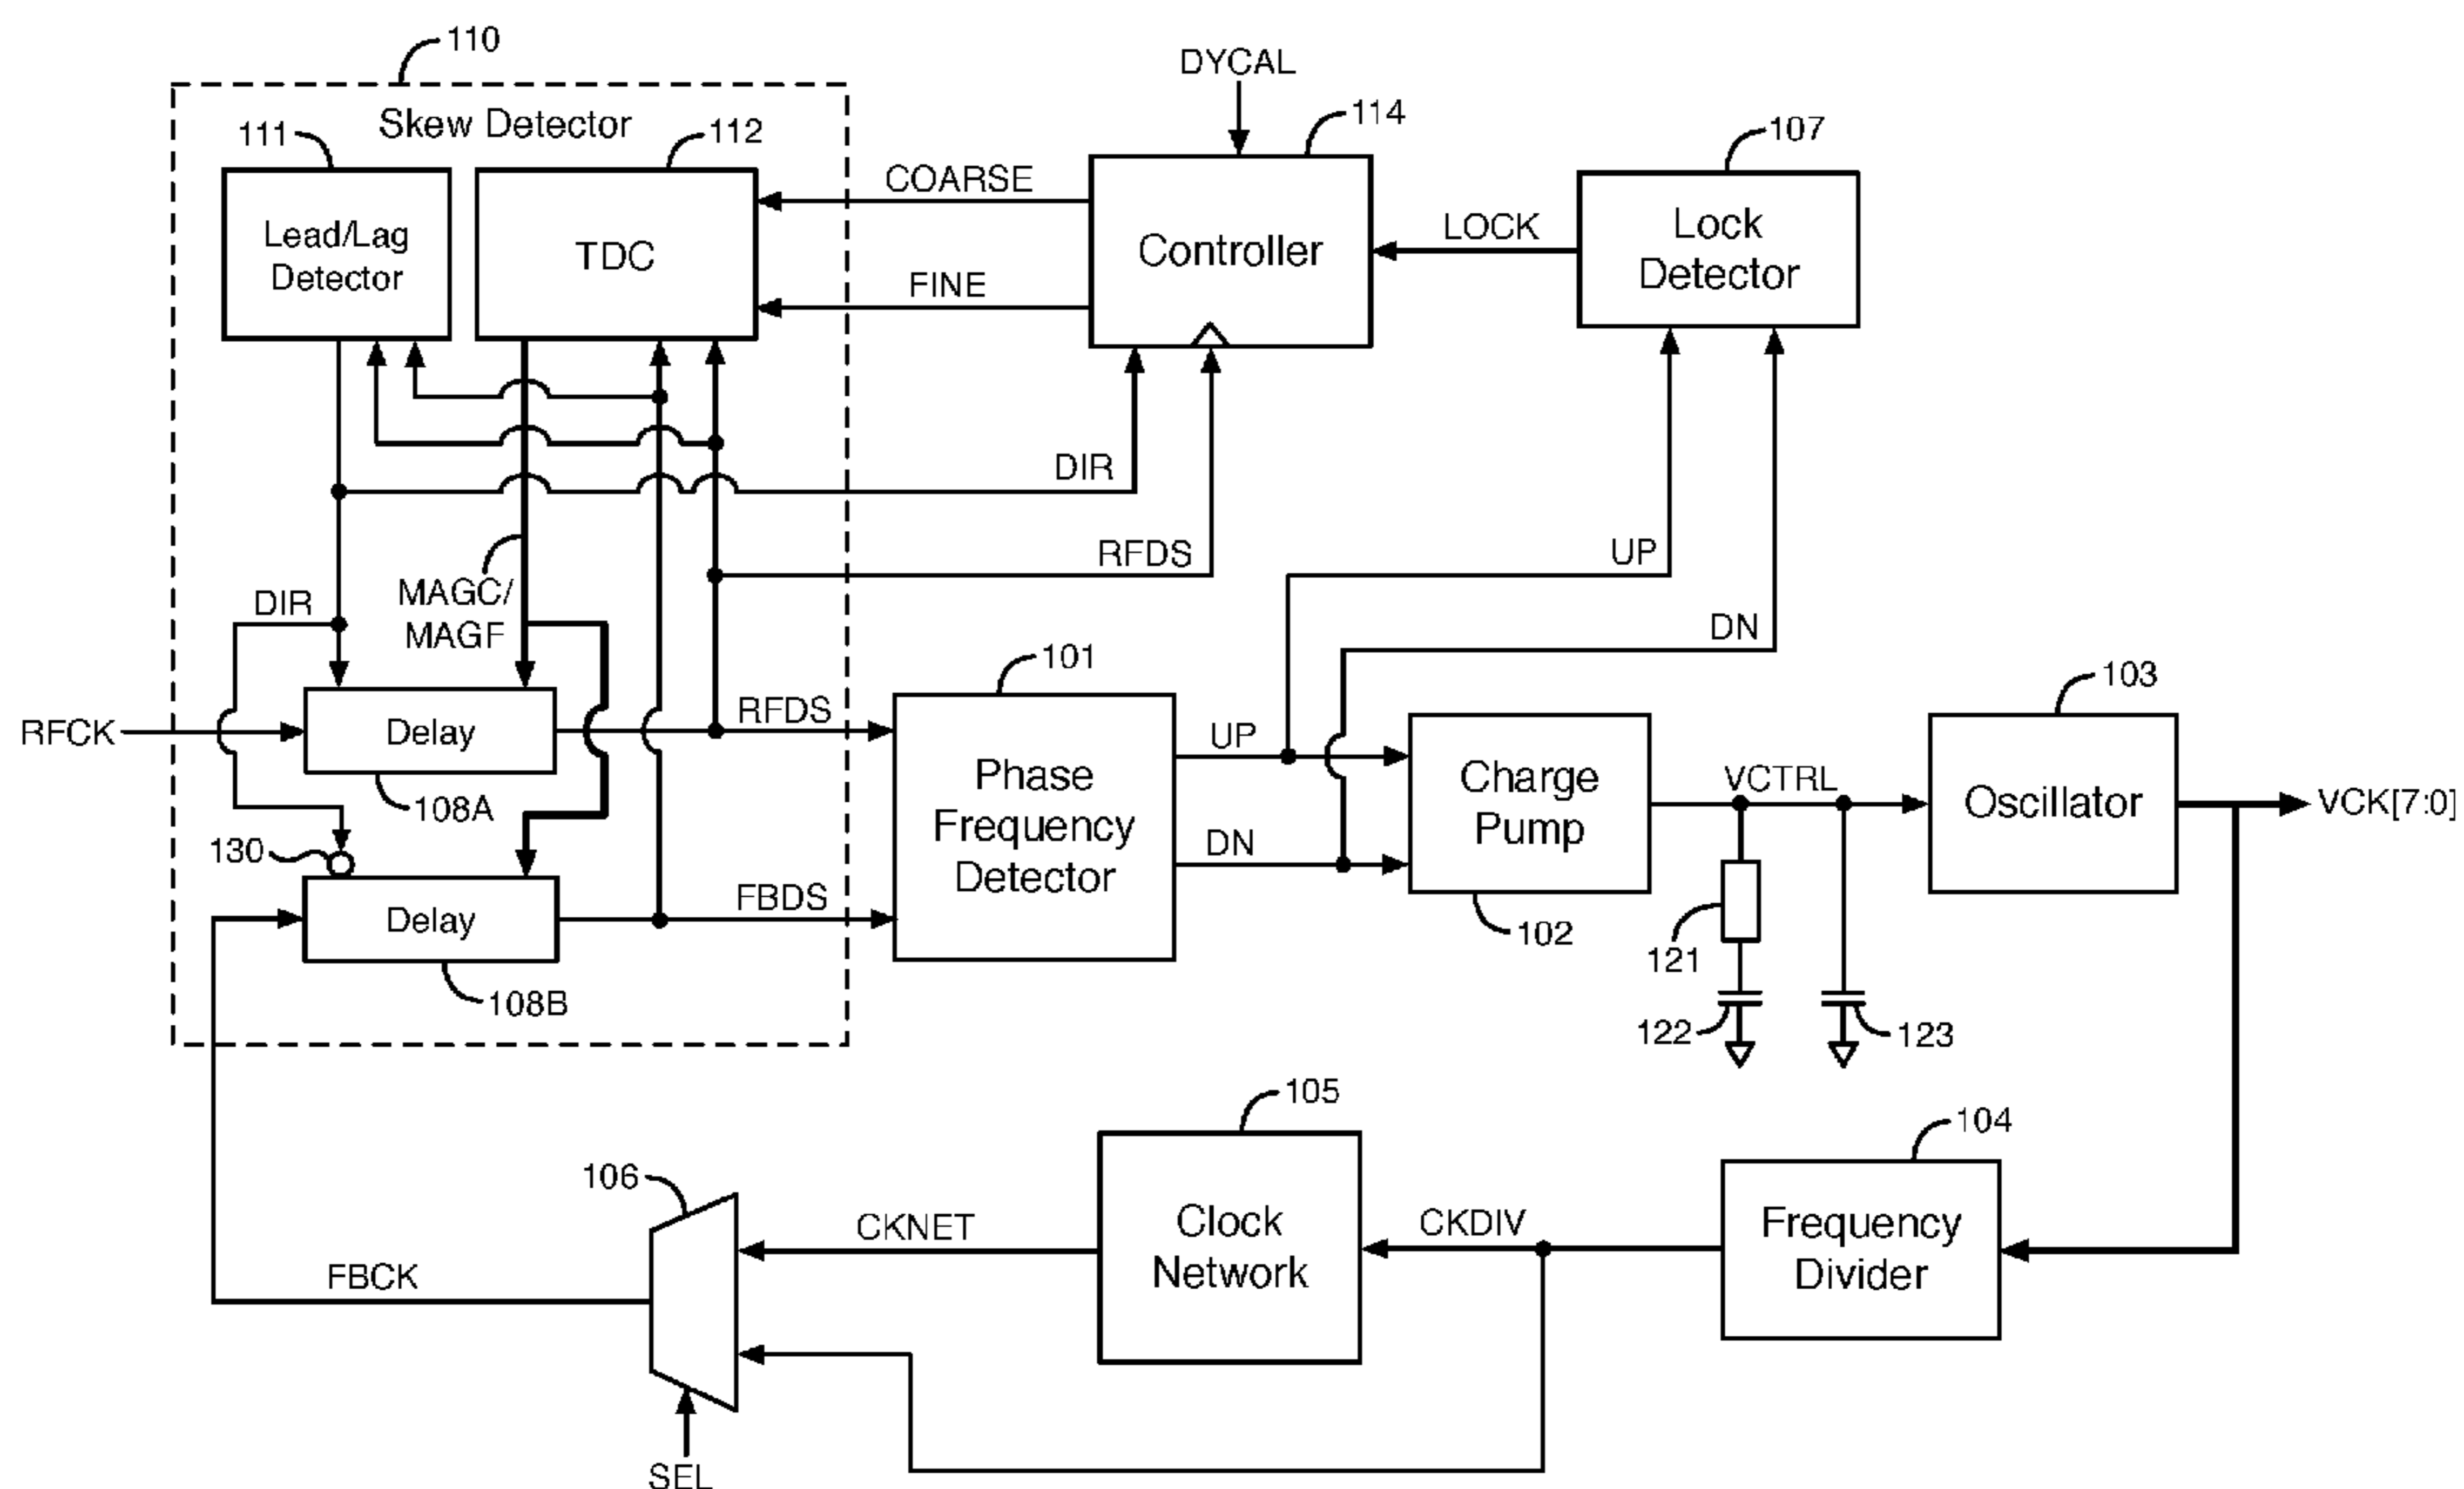 110
DYCAL
Skew Detector
111
112
114
107
Lead/Lag
Detector
TDC
COARSE
FINE
Controller
LOCK
Lock
Detector
DIR
RFDS
UP
DN
DIR
MAGC/
MAGF
RFCK
Delay
108A
RFDS
101
Phase
Frequency
Detector
UP
DN
Charge
Pump
102
VCTRL
103
Oscillator
VCK[7:0]
130
Delay
108B
FBDS
121
122
123
105
104
106
CKNET
Clock
Network
CKDIV
Frequency
Divider
FBCK
SEL